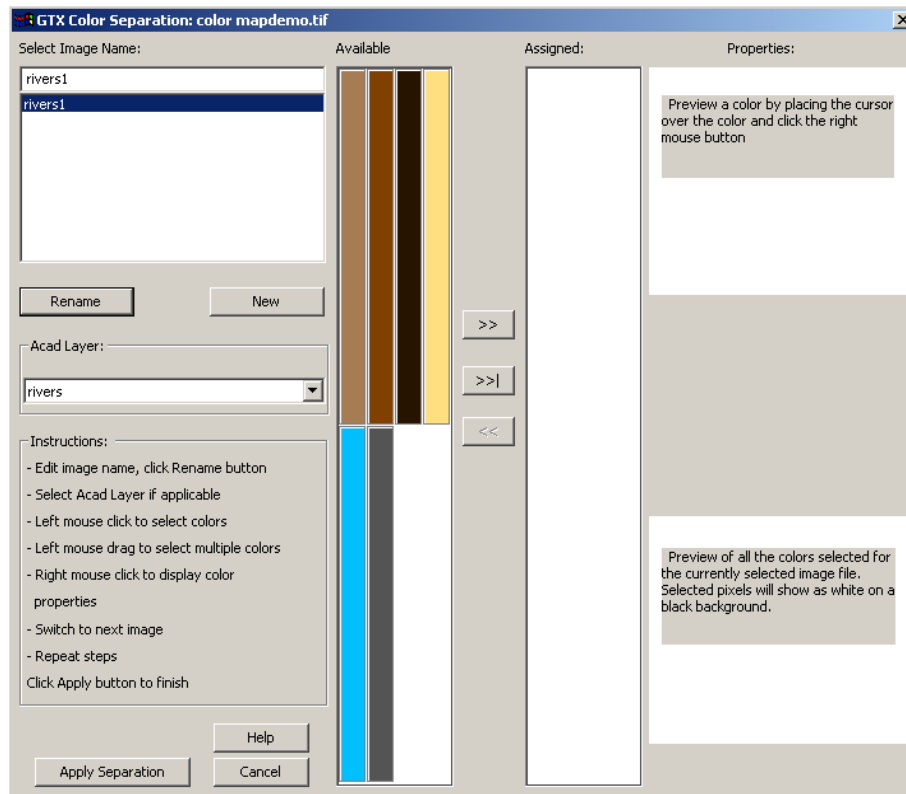 GTX Color Separation: color mapdemo.tif
Select Image Name:
Available
Assigned:
Properties:
rivers1
rivers1
Preview a color by placing the cursor
over the color and click the right
mouse button
Rename
New
>>
Acad Layer:
>>|
rivers
<<
Instructions:
- Edit image name, click Rename button
- Select Acad Layer if applicable
- Left mouse click to select colors
- Left mouse drag to select multiple colors
- Right mouse click to display color
properties
- Switch to next image
- Repeat steps
Click Apply button to finish
Preview of all the colors selected for
the currently selected image file.
Selected pixels will show as white on a
black background.
Help
Apply Separation
Cancel